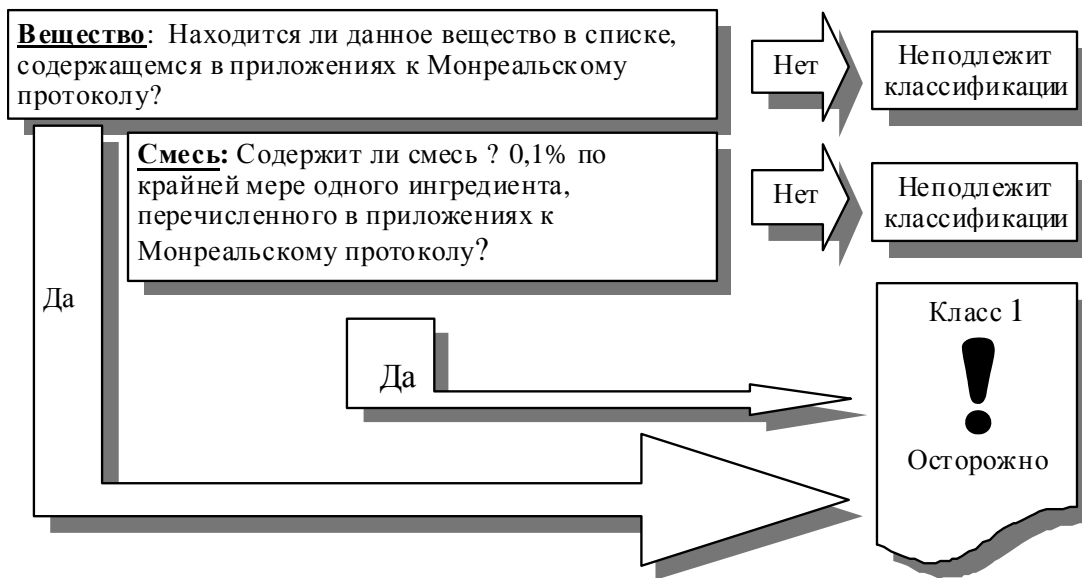 Вещество: Находится ли данное вещество в списке,
содержащемся в приложениях к Монреальскому
протоколу?
Нет
Неподлежит
классификации
Смесь: Содержит ли смесь ? 0,1% по
крайней мере одного ингредиента,
перечисленного в приложениях к
Монреальскому протоколу?
Нет
Неподлежит
классификации
Да
Да
Класс 1
!
Осторожно